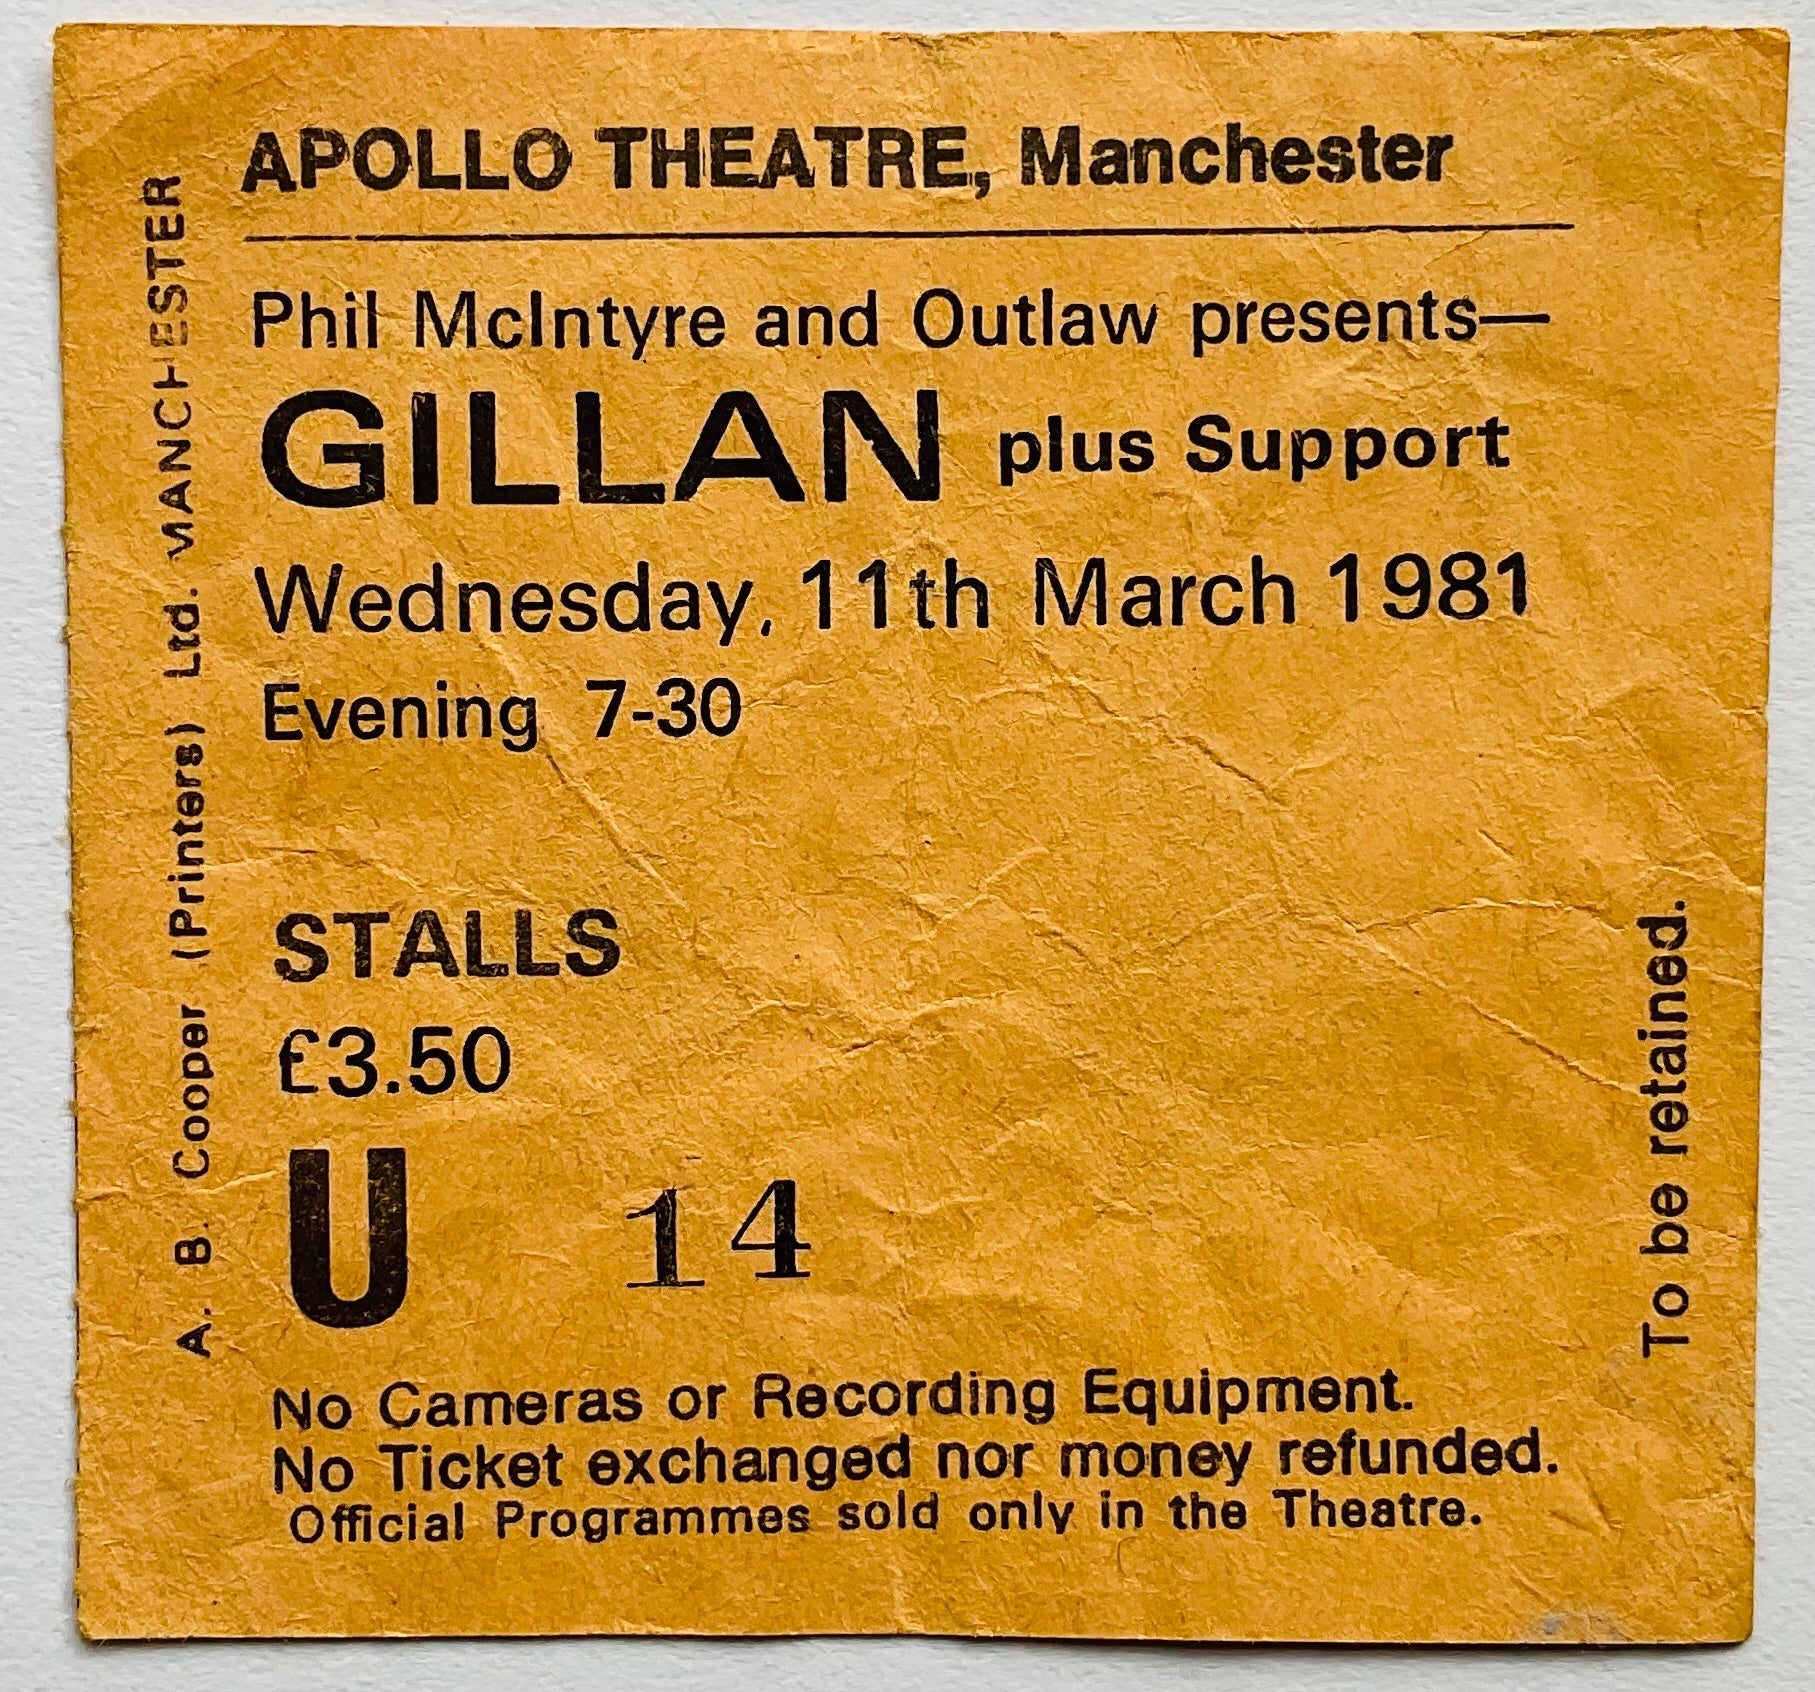 APOLLO THEATRE, Manchester
Phil McIntyre and Outlaw presents—
GILLAN plus Support
Wednesday, 11th March 1981
Evening 7-30
STALLS
£3.50
U 14
No Cameras or Recording Equipment.
No Ticket exchanged nor money refunded.
Official Programmes sold only in the Theatre.
A. B. Cooper (Printers) Ltd. MANCHESTER
To be retained.